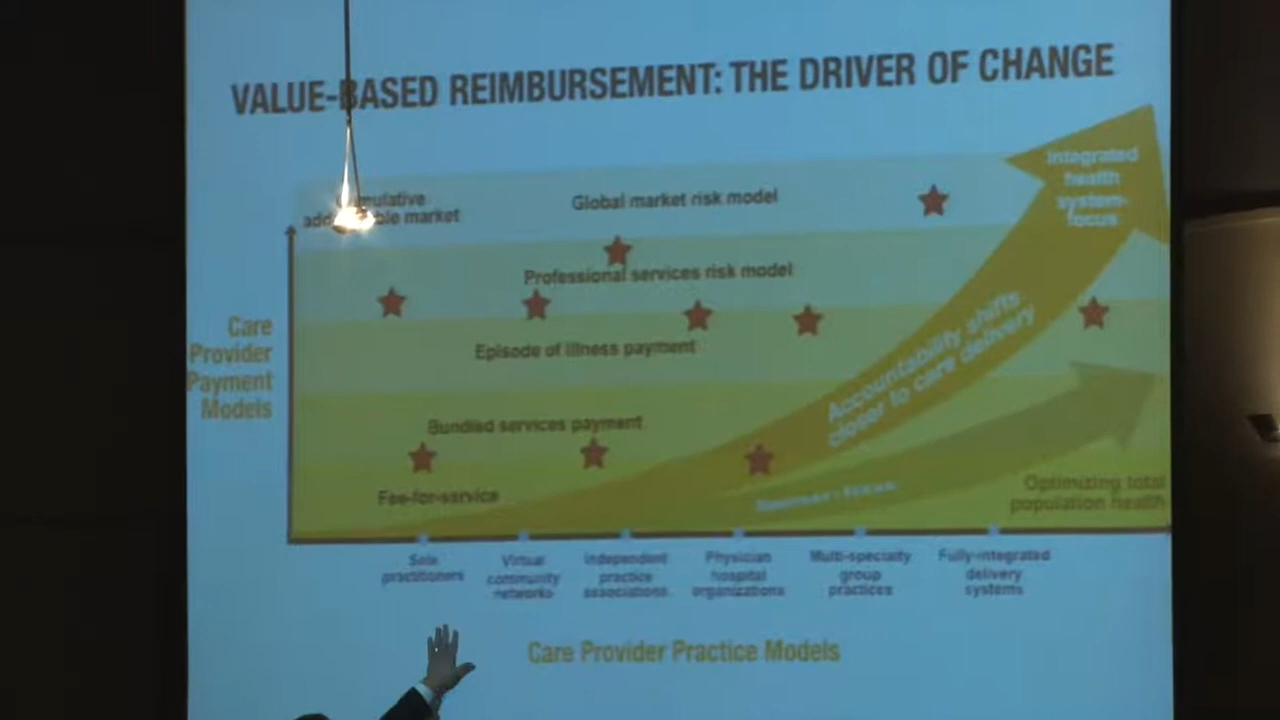 VALUE-BASED REIMBURSEMENT: THE DRIVER OF CHANGE
Integrated
health
system-
focus
market
Global market risk model
Professional services risk model
Care
Provider
Payment
Models
Episode of illness payment
Accountability shifts
closer to care delivery
Bundled services payment
Fee-for-service
Optimizing total
population health
Sole
practitioners
Virtual
community
networks
Independent
practice
associations
Physician
hospital
organizations
Multi-specialty
group
practices
Fully-integrated
delivery
systems
Care Provider Practice Models